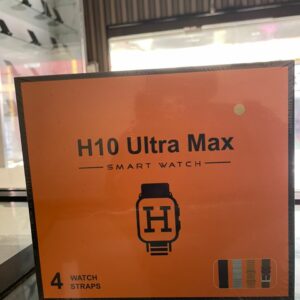 H10 Ultra Max
SMART WATCH
H
4 WATCH
STRAPS